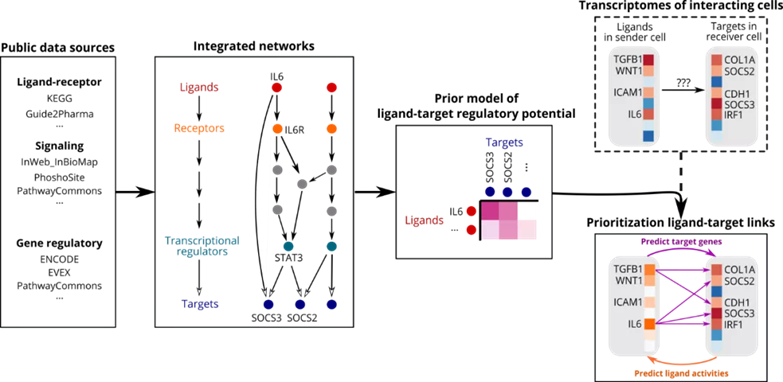 Public data sources
Ligand-receptor
KEGG
Guide2Pharma
...
Signaling
InWeb_InBioMap
PhoshoSite
PathwayCommons
...
Gene regulatory
ENCODE
EVEX
PathwayCommons
...
Integrated networks
Ligands
Receptors
Transcriptional
regulators
Targets
IL6
IL6R
STAT3
SOCS3
SOCS2
Prior model of
ligand-target regulatory potential
Targets
SOCS3
SOCS2
...
Ligands
IL6
...
Transcriptomes of interacting cells
Ligands
in sender cell
Targets in
receiver cell
TGFB1
WNT1
ICAM1
IL6
???
COL1A
SOCS2
CDH1
SOCS3
IRF1
Prioritization ligand-target links
Predict target genes
TGFB1
WNT1
ICAM1
IL6
COL1A
SOCS2
CDH1
SOCS3
IRF1
Predict ligand activities